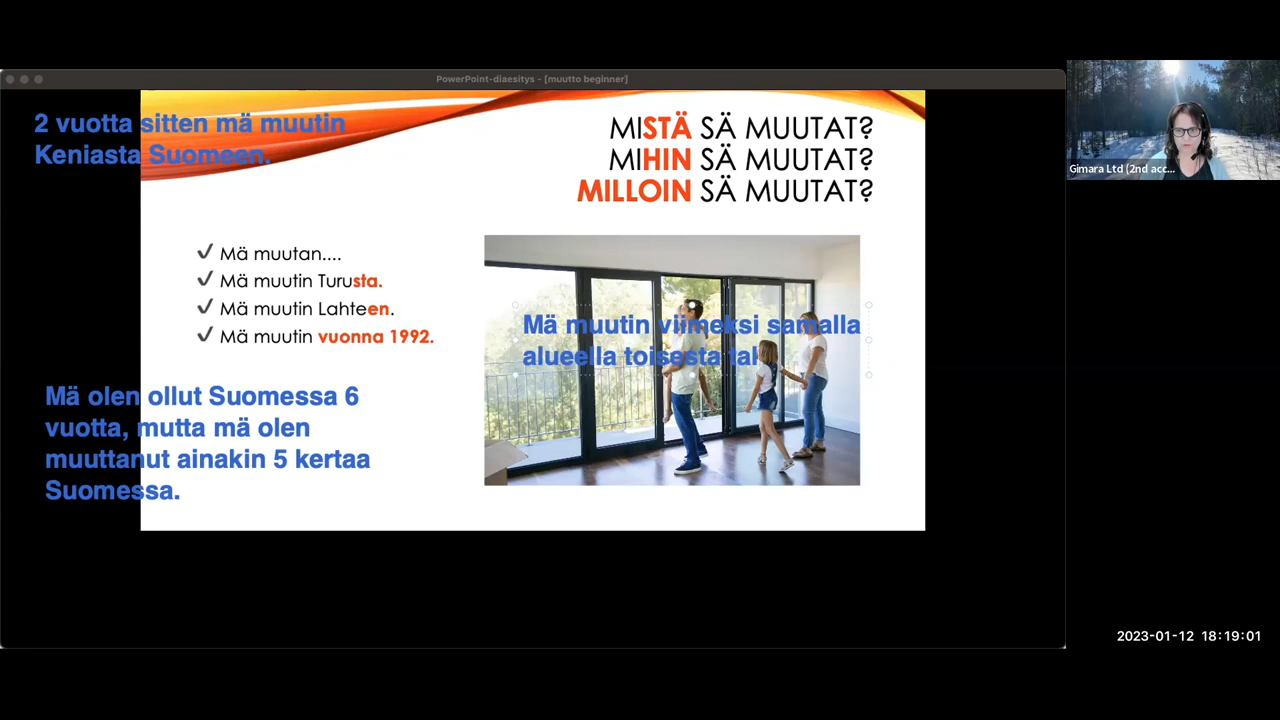 PowerPoint-diaesitys - [muutto beginner]
2 vuotta sitten mä muutin
Keniasta Suomeen.
MISTÄ SÄ MUUTAT?
MIHIN SÄ MUUTAT?
MILLOIN SÄ MUUTAT?
Mä muutan....
Mä muutin Turusta.
Mä muutin Lahteen.
Mä muutin vuonna 1992.
Mä muutin viimeksi samalla
alueella toisesta tal
Mä olen ollut Suomessa 6
vuotta, mutta mä olen
muuttanut ainakin 5 kertaa
Suomessa.
Gimara Ltd (2nd acc...
2023-01-12 18:19:01